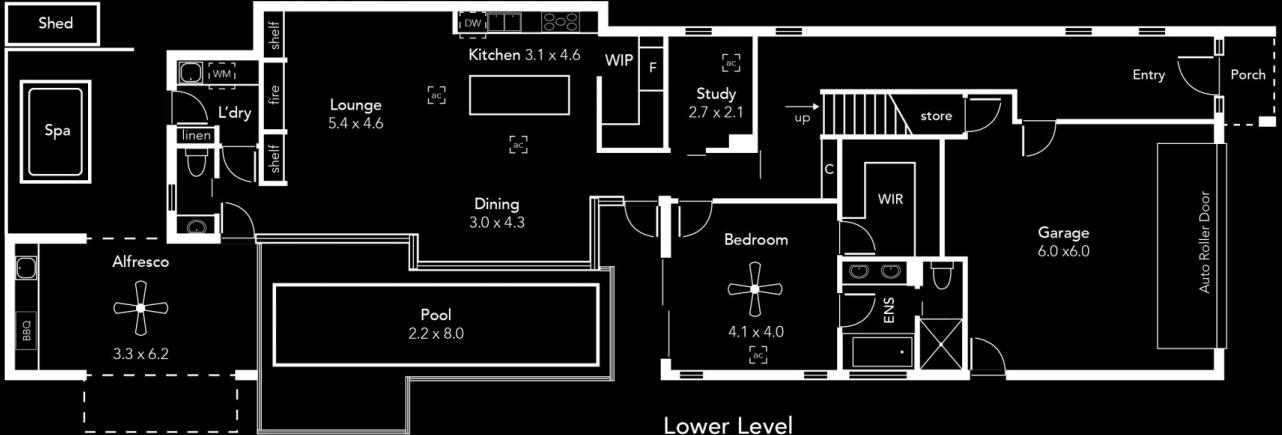 Shed
Spa
WM
L'dry
linen
shelf
fire
shelf
Lounge
5.4 x 4.6
ac
DW
Kitchen 3.1 x 4.6
ac
Dining
3.0 x 4.3
WIP
F
ac
Study
2.7 x 2.1
up
store
Entry
Porch
C
WIR
Bedroom
4.1 x 4.0
ac
ENS
Garage
6.0 x6.0
Auto Roller Door
Alfresco
3.3 x 6.2
BBQ
Pool
2.2 x 8.0
Lower Level